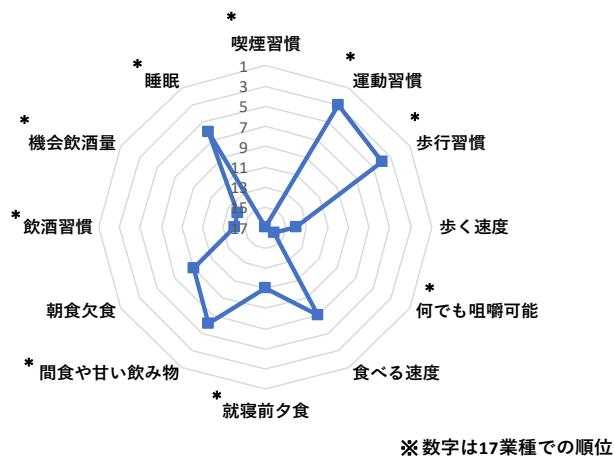 *
喫煙習慣
*
運動習慣
*
歩行習慣
歩く速度
*
何でも咀嚼可能
食べる速度
*
就寝前夕食
*
間食や甘い飲み物
朝食欠食
*
飲酒習慣
*
機会飲酒量
*
睡眠
1
3
5
7
9
11
13
15
17
※数字は17業種での順位